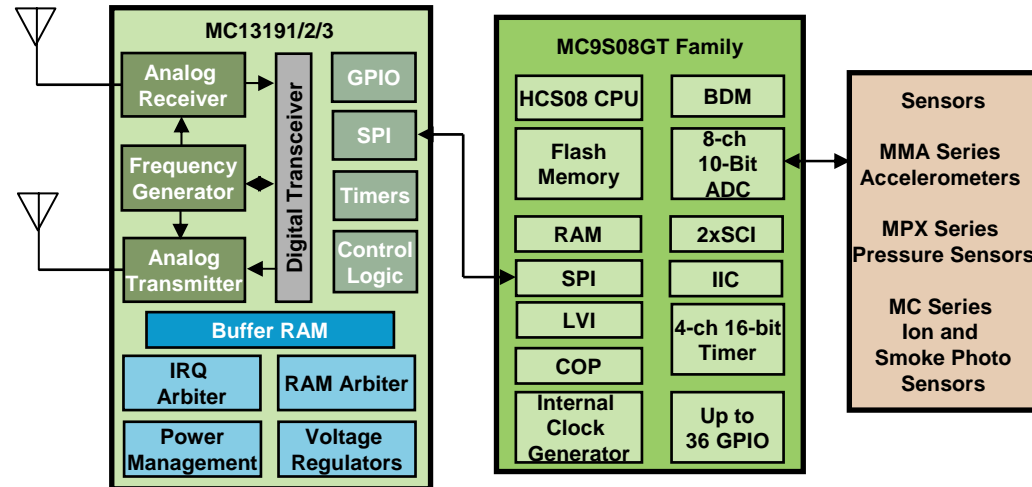 MC13191/2/3
Analog
Receiver
Frequency
Generator
Analog
Transmitter
Digital Transceiver
GPIO
SPI
Timers
Control
Logic
Buffer RAM
IRQ
Arbiter
RAM Arbiter
Power
Management
Voltage
Regulators
MC9S08GT Family
HCS08 CPU
BDM
Flash
Memory
8-ch
10-Bit
ADC
RAM
2xSCI
SPI
IIC
LVI
4-ch 16-bit
Timer
COP
Internal
Clock
Generator
Up to
36 GPIO
Sensors
MMA Series
Accelerometers
MPX Series
Pressure Sensors
MC Series
Ion and
Smoke Photo
Sensors